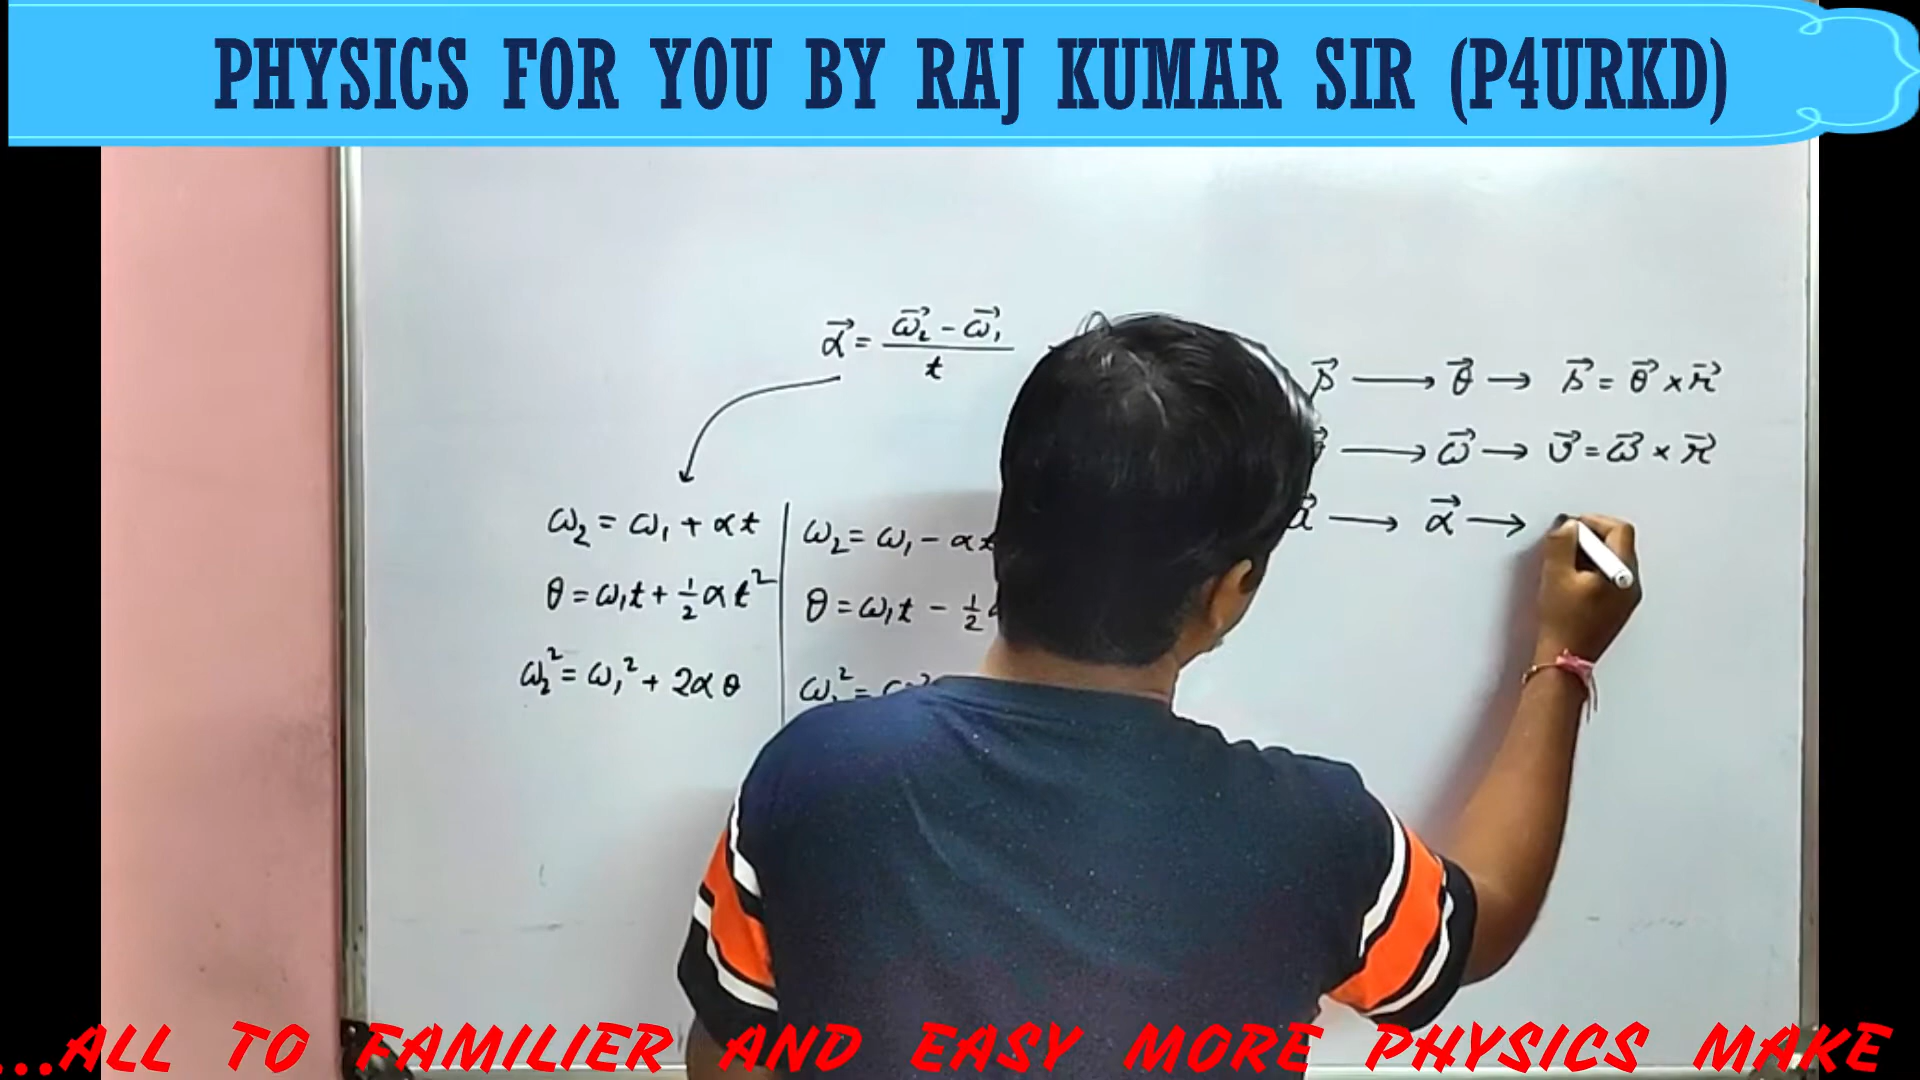 PHYSICS FOR YOU BY RAJ KUMAR SIR (P4URKD)
α⃗ = (ω⃗₂ - ω⃗₁) / t
ω₂ = ω₁ + αt
θ = ω₁t + ½αt²
ω₂² = ω₁² + 2αθ
ω₂ = ω₁ - αt
θ = ω₁t - ½
s⃗ → θ⃗ → s⃗ = θ⃗ × r⃗
→ ω⃗ → v⃗ = ω⃗ × r⃗
a⃗ → α⃗ →
...ALL TO FAMILIER AND EASY MORE PHYSICS MAKE